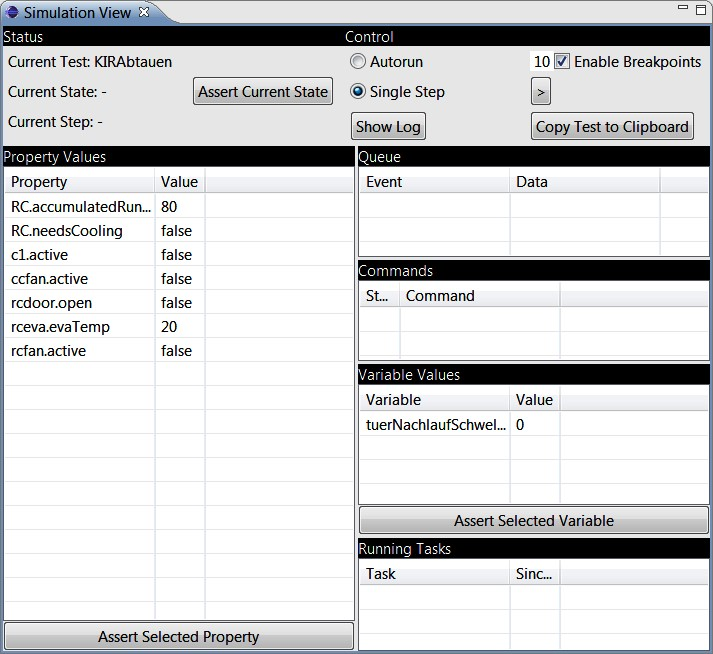 Simulation View
Status Control
Current Test: KIRAbtauen Autorun 10 Enable Breakpoints
Current State: - Assert Current State Single Step >
Current Step: - Show Log Copy Test to Clipboard
Property Values
Property Value
RC.accumulatedRun... 80
RC.needsCooling false
c1.active false
ccfan.active false
rcdoor.open false
rceva.evaTemp 20
rcfan.active false
Assert Selected Property
Queue
Event Data
Commands
St... Command
Variable Values
Variable Value
tuerNachlaufSchwel... 0
Assert Selected Variable
Running Tasks
Task Sinc...